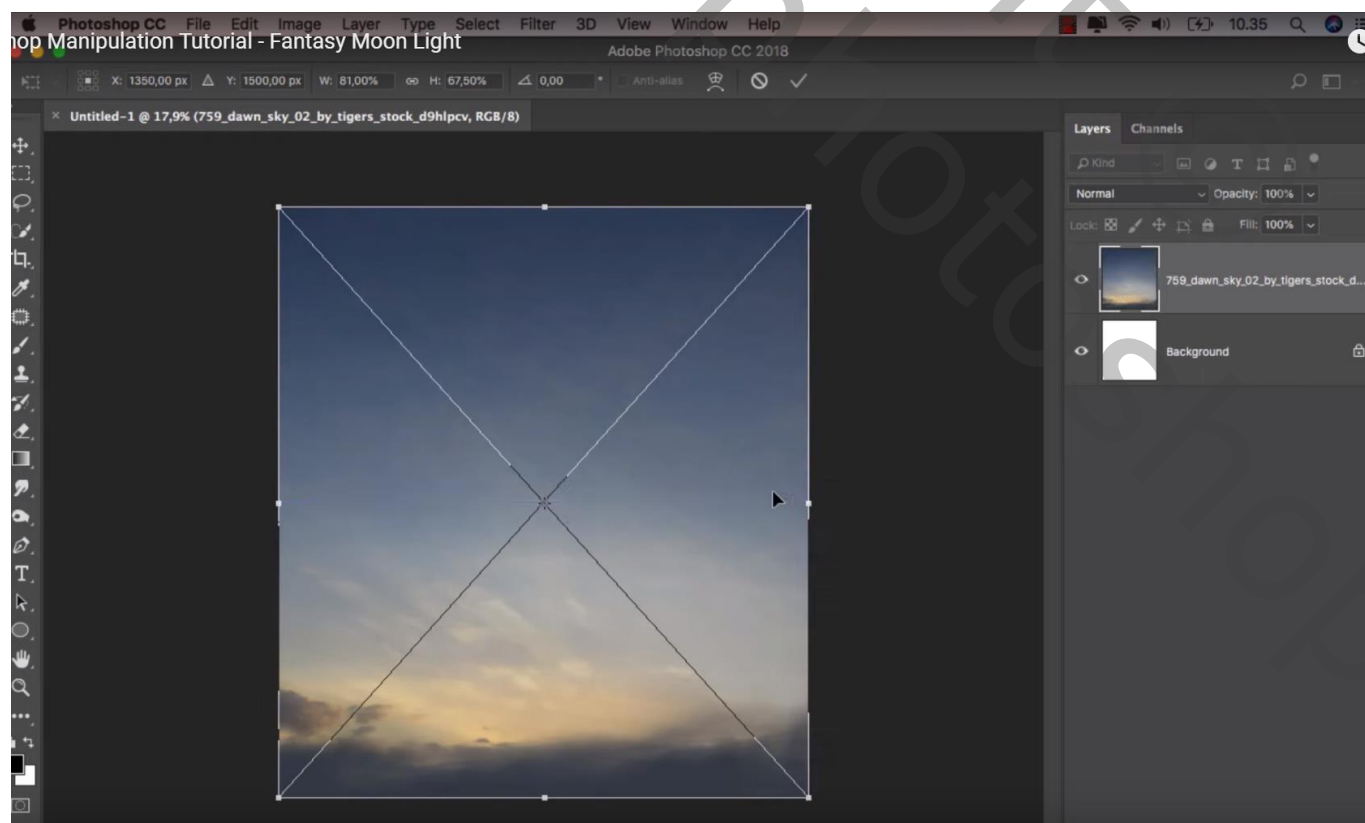 Photoshop CC File Edit Image Layer Type Select Filter 3D View Window Help 10.35
hop Manipulation Tutorial - Fantasy Moon Light
Adobe Photoshop CC 2018
X: 1350,00 px Y: 1500,00 px W: 81,00% H: 67,50% 0,00 ° Anti-alias
× Untitled-1 @ 17,9% (759_dawn_sky_02_by_tigers_stock_d9hlpcv, RGB/8)
Layers Channels
Kind
Normal Opacity: 100%
Lock: Fill: 100%
759_dawn_sky_02_by_tigers_stock_d...
Background
photoshop